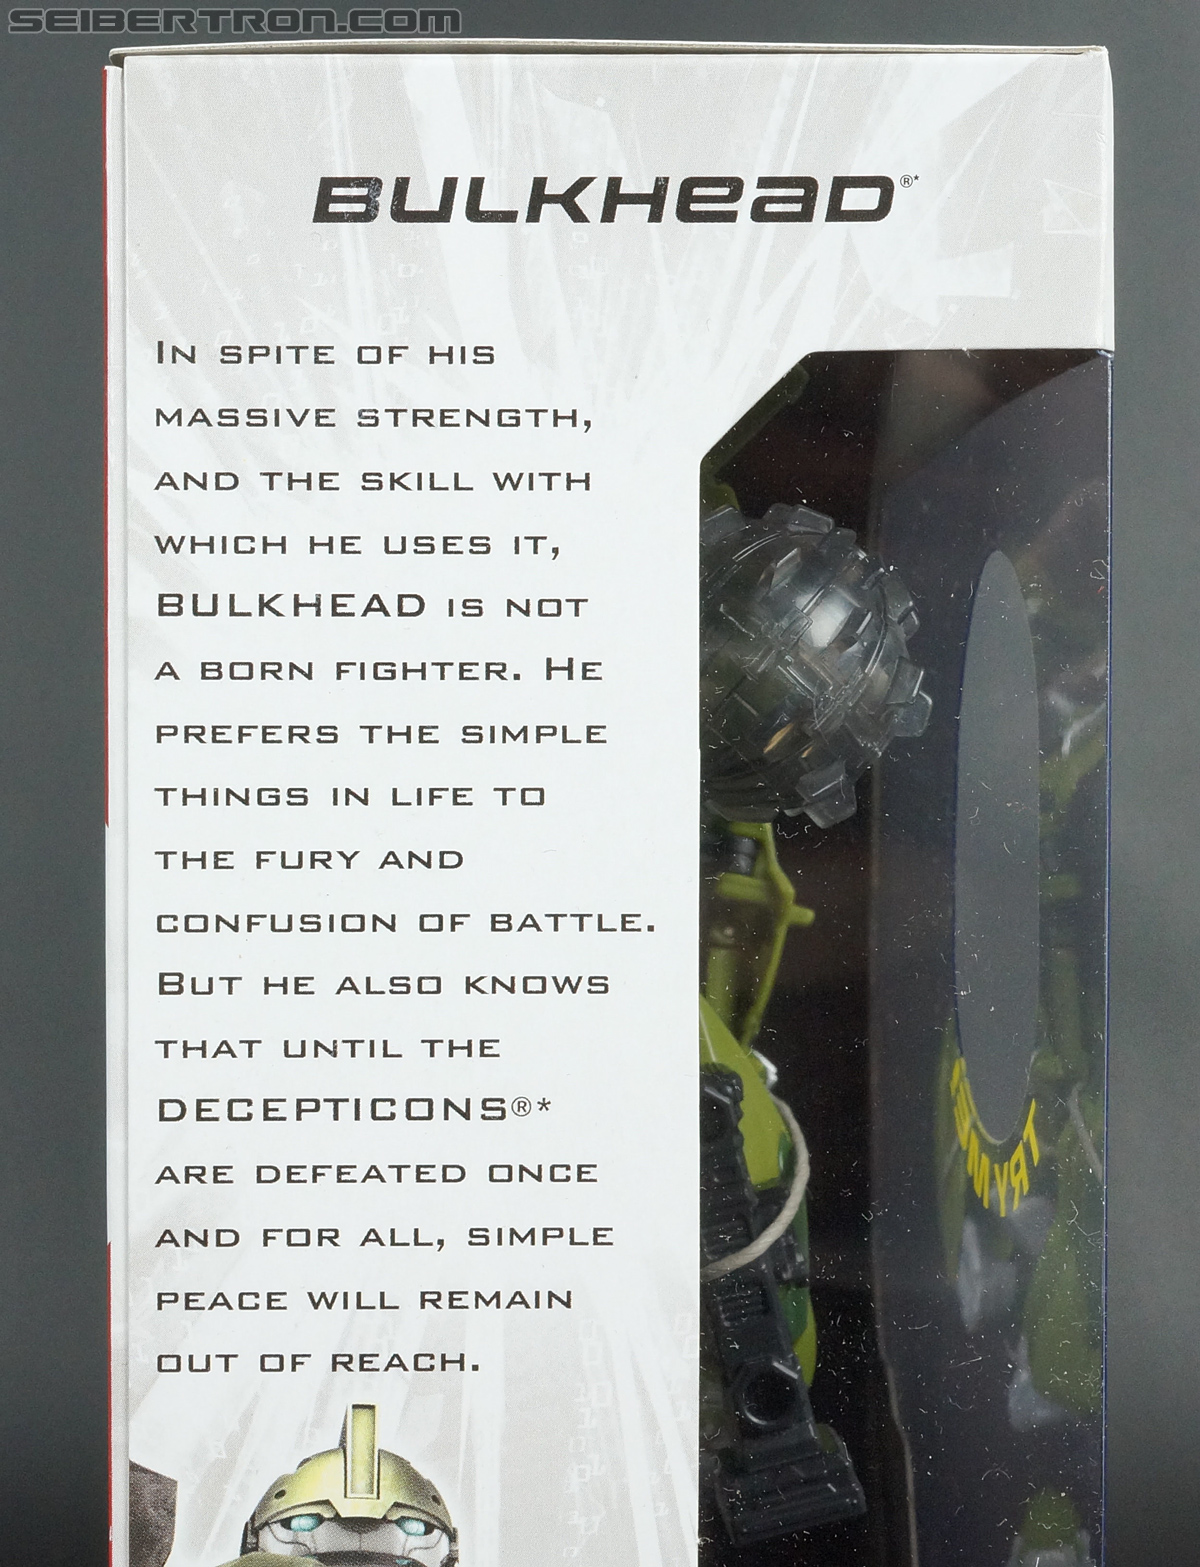 SEIBERTRON.COM
BULKHEAD®*
IN SPITE OF HIS
MASSIVE STRENGTH,
AND THE SKILL WITH
WHICH HE USES IT,
BULKHEAD IS NOT
A BORN FIGHTER. HE
PREFERS THE SIMPLE
THINGS IN LIFE TO
THE FURY AND
CONFUSION OF BATTLE.
BUT HE ALSO KNOWS
THAT UNTIL THE
DECEPTICONS®*
ARE DEFEATED ONCE
AND FOR ALL, SIMPLE
PEACE WILL REMAIN
OUT OF REACH.
TRY ME